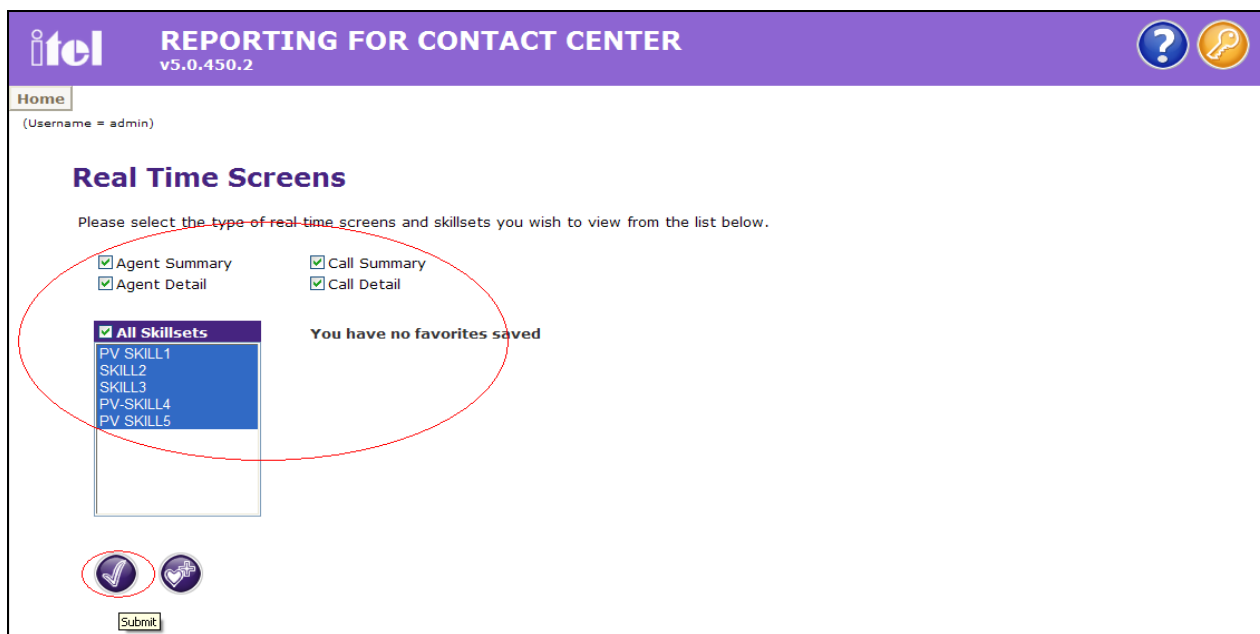 itel
REPORTING FOR CONTACT CENTER
v5.0.450.2
?
Home
(Username = admin)
Real Time Screens
Please select the type of real time screens and skillsets you wish to view from the list below.
Agent Summary Call Summary
Agent Detail Call Detail
All Skillsets You have no favorites saved
PV SKILL1
SKILL2
SKILL3
PV-SKILL4
PV SKILL5
Submit